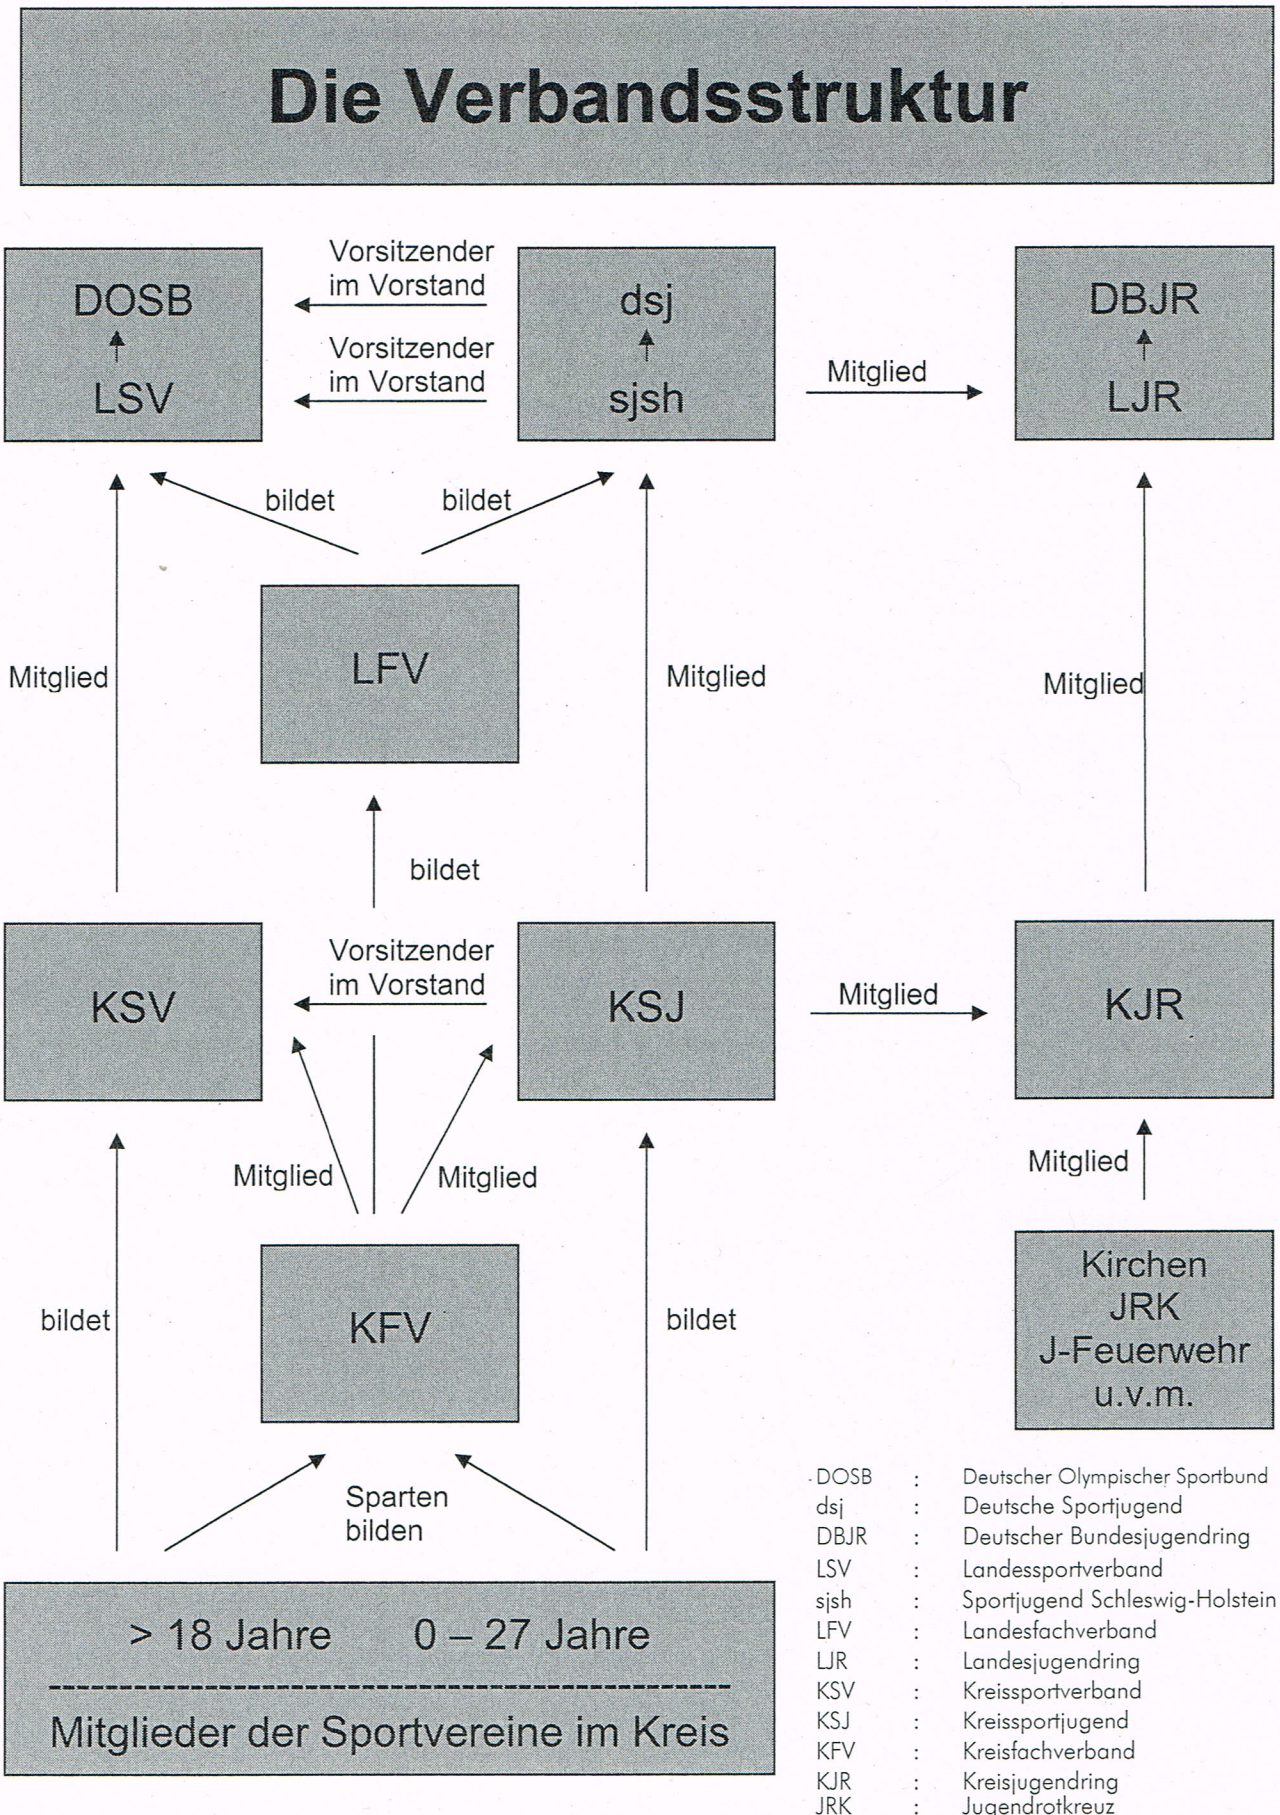 Die Verbandsstruktur
DOSB
LSV
Vorsitzender
im Vorstand
Vorsitzender
im Vorstand
dsj
sjsh
Mitglied
DBJR
LJR
bildet
bildet
LFV
Mitglied
Mitglied
Mitglied
bildet
KSV
Vorsitzender
im Vorstand
KSJ
Mitglied
KJR
Mitglied
Mitglied
Mitglied
Kirchen
JRK
J-Feuerwehr
u.v.m.
KFV
bildet
bildet
Sparten
bilden
> 18 Jahre 0 – 27 Jahre
Mitglieder der Sportvereine im Kreis
DOSB : Deutscher Olympischer Sportbund
dsj : Deutsche Sportjugend
DBJR : Deutscher Bundesjugendring
LSV : Landessportverband
sjsh : Sportjugend Schleswig-Holstein
LFV : Landesfachverband
LJR : Landesjugendring
KSV : Kreissportverband
KSJ : Kreissportjugend
KFV : Kreisfachverband
KJR : Kreisjugendring
JRK : Jugendrotkreuz